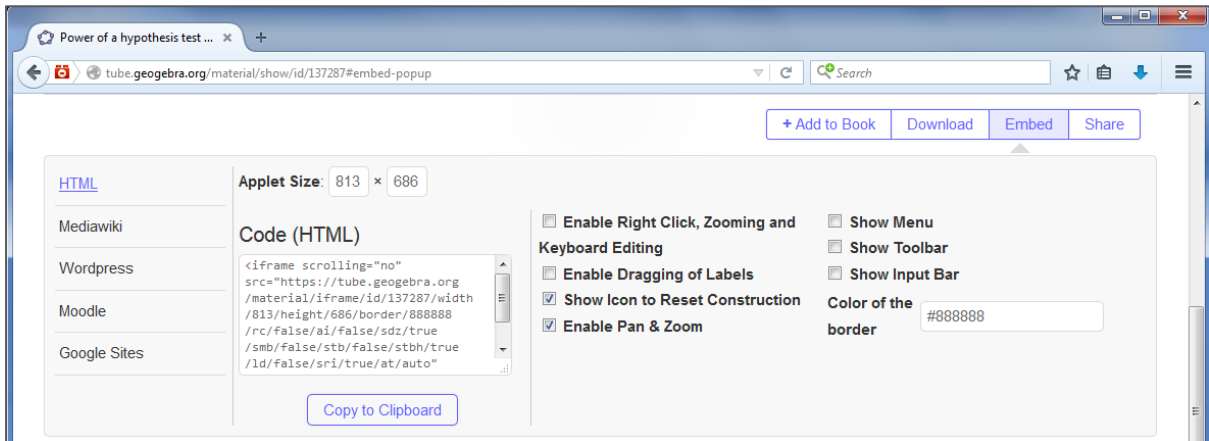 Power of a hypothesis test ... × +
tube.geogebra.org/material/show/id/137287#embed-popup
Search
+ Add to Book Download Embed Share
HTML
Mediawiki
Wordpress
Moodle
Google Sites
Applet Size: 813 × 686
Code (HTML)
<iframe scrolling="no"
src="https://tube.geogebra.org
/material/iframe/id/137287/width
/813/height/686/border/888888
/rc/false/ai/false/sdz/true
/smb/false/stb/false/stbh/true
/ld/false/sri/true/at/auto"
Copy to Clipboard
Enable Right Click, Zooming and
Keyboard Editing
Enable Dragging of Labels
Show Icon to Reset Construction
Enable Pan & Zoom
Show Menu
Show Toolbar
Show Input Bar
Color of the
border
#888888